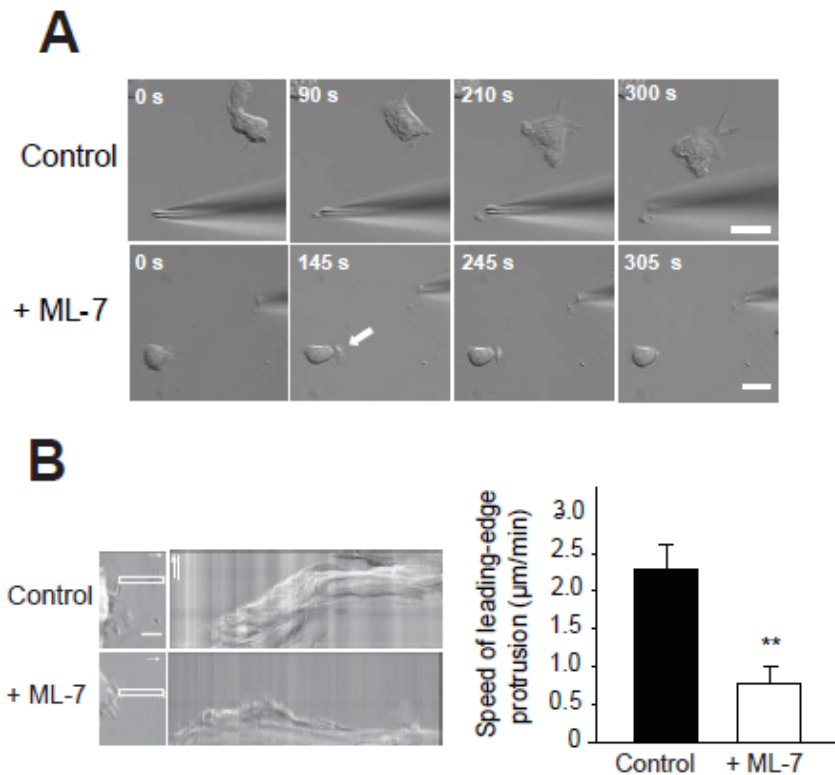 A
Control
0 s
90 s
210 s
300 s
+ ML-7
0 s
145 s
245 s
305 s
B
Control
+ ML-7
Speed of leading-edge
protrusion (μm/min)
3.0
2.5
2.0
1.5
1.0
0.5
0
**
Control
+ ML-7